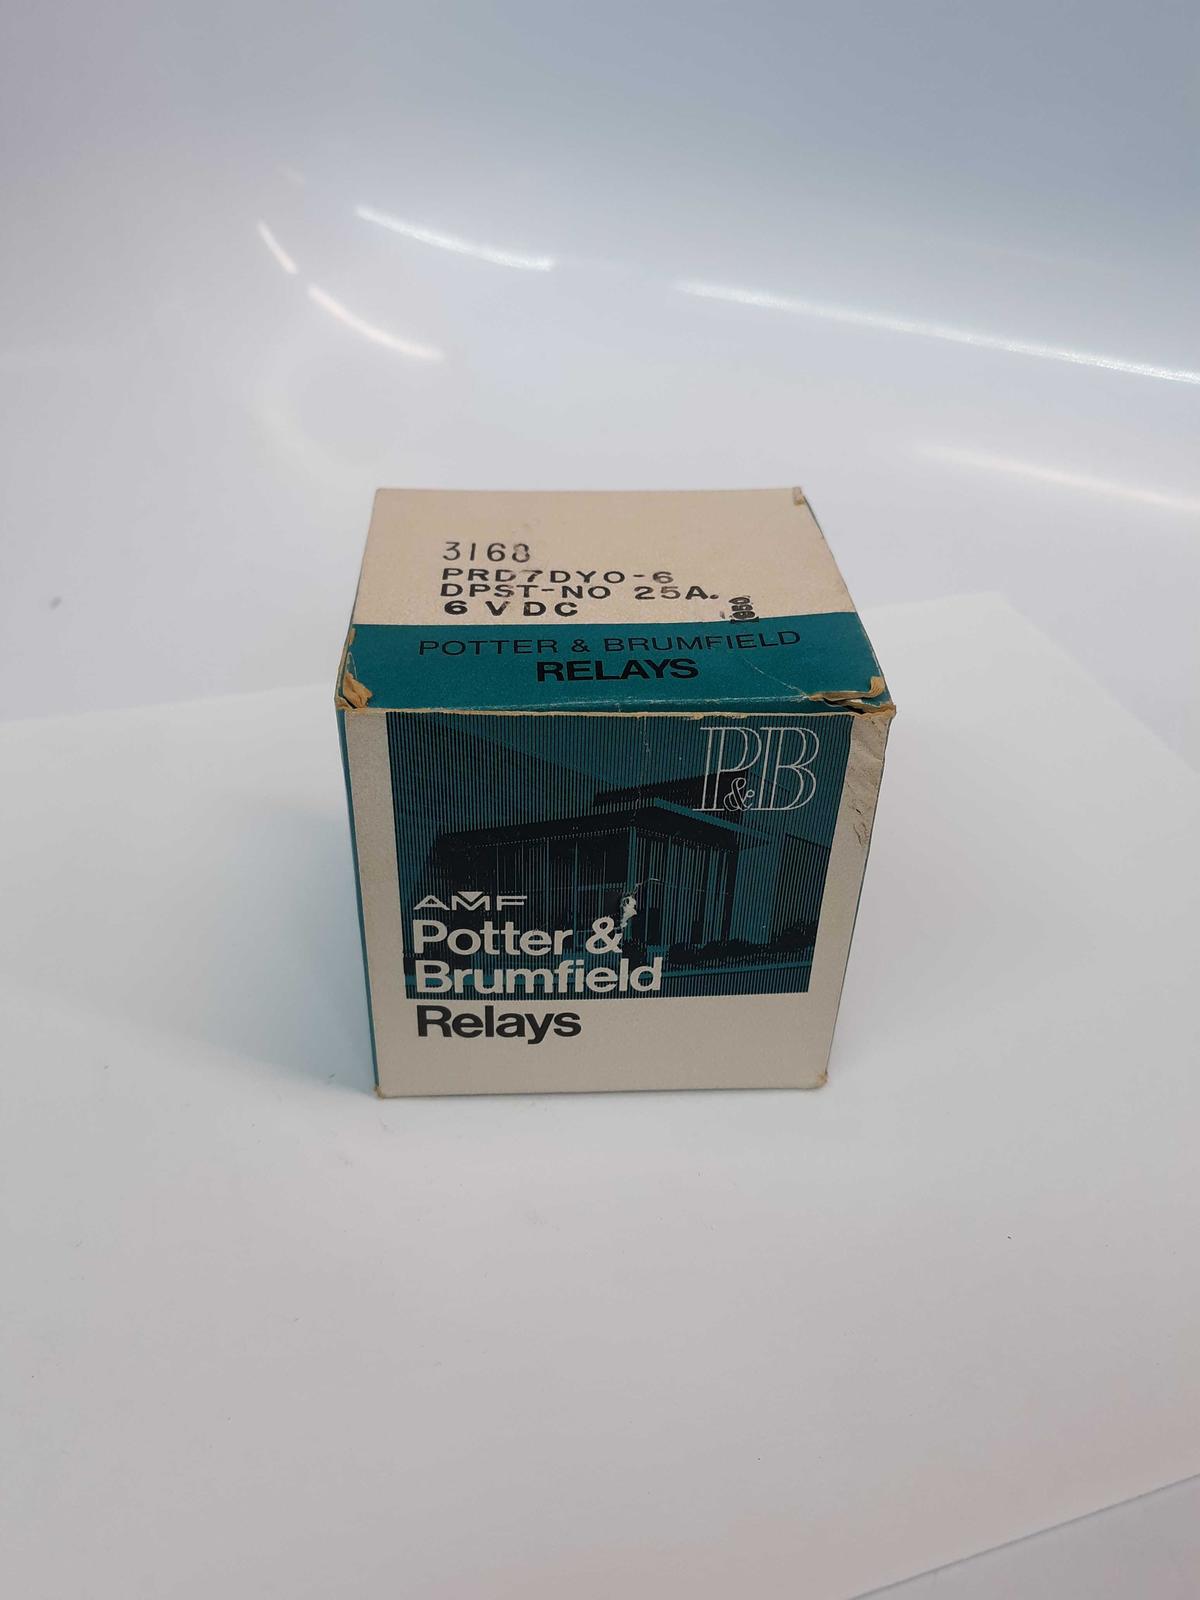 3168
PRD7DYO-6
DPST-NO 25A.
6 VDC
POTTER & BRUMFIELD
RELAYS
P&B
AMF
Potter &
Brumfield
Relays